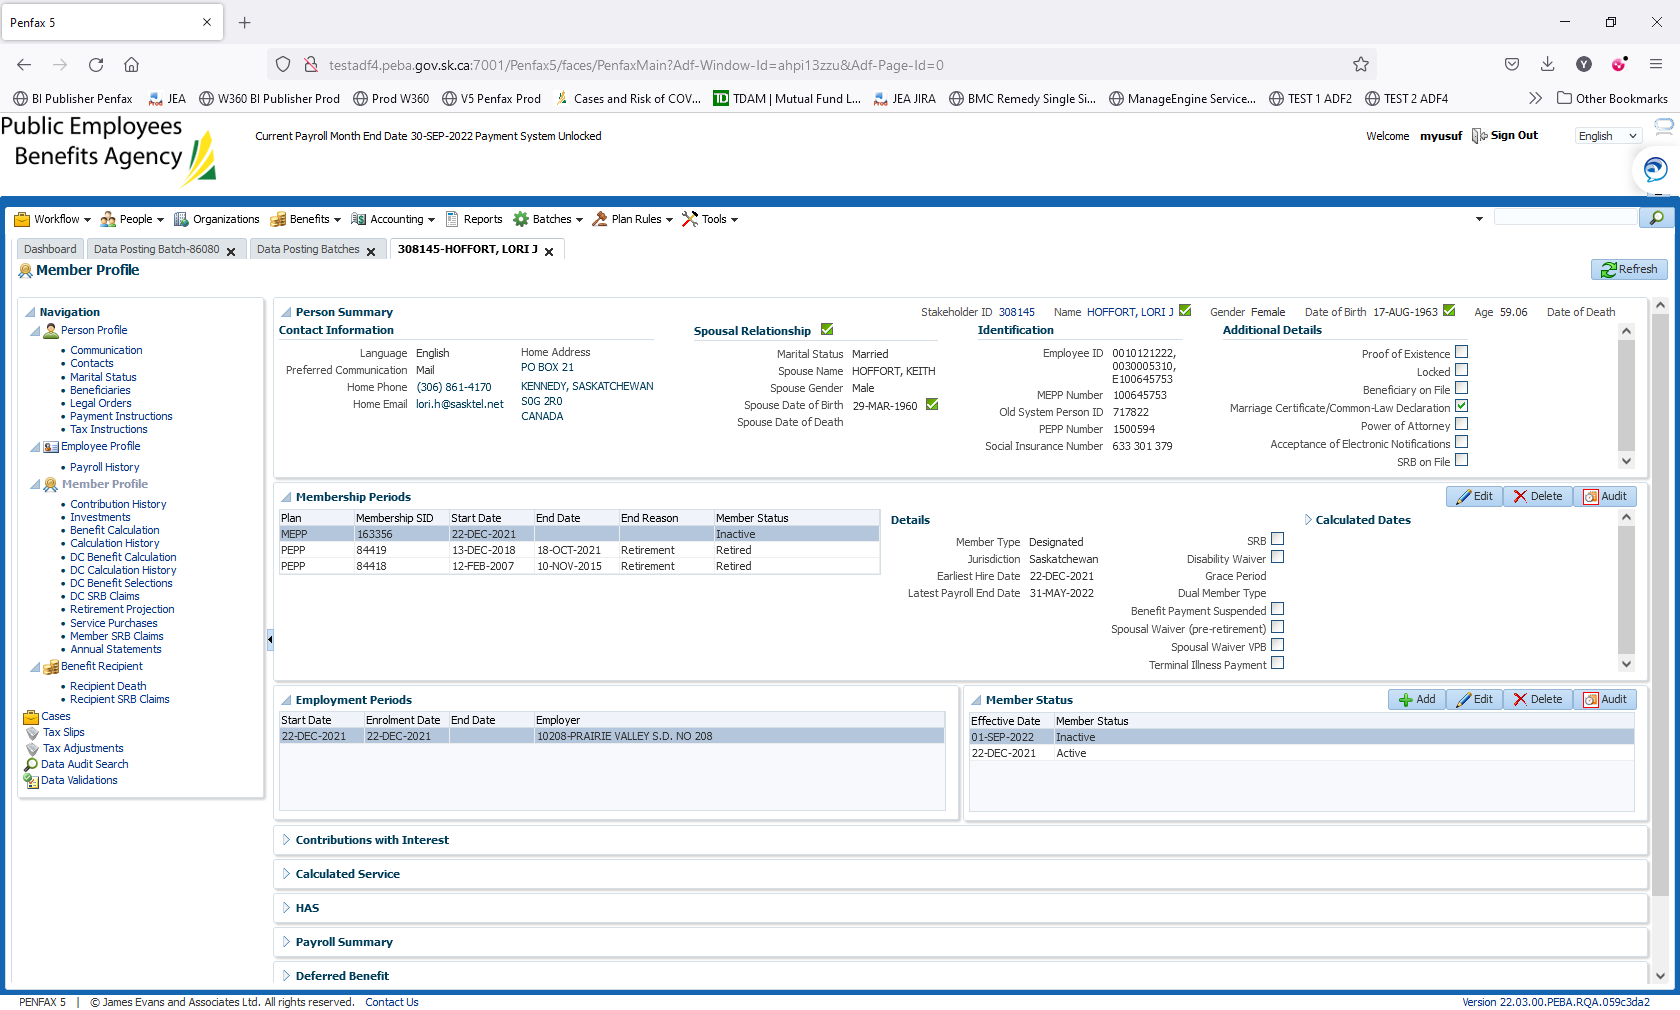 Penfax 5
testadf4.peba.gov.sk.ca:7001/Penfax5/faces/PenfaxMain?Adf-Window-Id=ahpi13zzu&Adf-Page-Id=0
BI Publisher Penfax JEA W360 BI Publisher Prod Prod W360 V5 Penfax Prod Cases and Risk of COV... TDAM | Mutual Fund L... JEA JIRA BMC Remedy Single Si... ManageEngine Service... TEST 1 ADF2 TEST 2 ADF4 Other Bookmarks
Public Employees
Benefits Agency
Current Payroll Month End Date 30-SEP-2022 Payment System Unlocked
Welcome myusuf Sign Out English
Workflow People Organizations Benefits Accounting Reports Batches Plan Rules Tools
Dashboard Data Posting Batch-86080 Data Posting Batches 308145-HOFFORT, LORI J
Member Profile
Refresh
Navigation
Person Profile
Communication
Contacts
Marital Status
Beneficiaries
Legal Orders
Payment Instructions
Tax Instructions
Employee Profile
Payroll History
Member Profile
Contribution History
Investments
Benefit Calculation
Calculation History
DC Benefit Calculation
DC Calculation History
DC Benefit Selections
DC SRB Claims
Retirement Projection
Service Purchases
Member SRB Claims
Annual Statements
Benefit Recipient
Recipient Death
Recipient SRB Claims
Cases
Tax Slips
Tax Adjustments
Data Audit Search
Data Validations
Person Summary
Stakeholder ID 308145 Name HOFFORT, LORI J Gender Female Date of Birth 17-AUG-1963 Age 59.06 Date of Death
Contact Information
Language English
Preferred Communication Mail
Home Phone (306) 861-4170
Home Email lori.h@sasktel.net
Home Address
PO BOX 21
KENNEDY, SASKATCHEWAN
S0G 2R0
CANADA
Spousal Relationship
Marital Status Married
Spouse Name HOFFORT, KEITH
Spouse Gender Male
Spouse Date of Birth 29-MAR-1960
Spouse Date of Death
Identification
Employee ID 0010121222,
0030005310,
E100645753
MEPP Number 100645753
Old System Person ID 717822
PEPP Number 1500594
Social Insurance Number 633 301 379
Additional Details
Proof of Existence
Locked
Beneficiary on File
Marriage Certificate/Common-Law Declaration
Power of Attorney
Acceptance of Electronic Notifications
SRB on File
Membership Periods
Edit Delete Audit
Plan Membership SID Start Date End Date End Reason Member Status
MEPP 163356 22-DEC-2021 Inactive
PEPP 84419 13-DEC-2018 18-OCT-2021 Retirement Retired
PEPP 84418 12-FEB-2007 10-NOV-2015 Retirement Retired
Details
Member Type Designated
Jurisdiction Saskatchewan
Earliest Hire Date 22-DEC-2021
Latest Payroll End Date 31-MAY-2022
SRB
Disability Waiver
Grace Period
Dual Member Type
Benefit Payment Suspended
Spousal Waiver (pre-retirement)
Spousal Waiver VPB
Terminal Illness Payment
Calculated Dates
Employment Periods
Start Date Enrolment Date End Date Employer
22-DEC-2021 22-DEC-2021 10208-PRAIRIE VALLEY S.D. NO 208
Member Status
Add Edit Delete Audit
Effective Date Member Status
01-SEP-2022 Inactive
22-DEC-2021 Active
Contributions with Interest
Calculated Service
HAS
Payroll Summary
Deferred Benefit
PENFAX 5 | © James Evans and Associates Ltd. All rights reserved. Contact Us
Version 22.03.00.PEBA.RQA.059c3da2